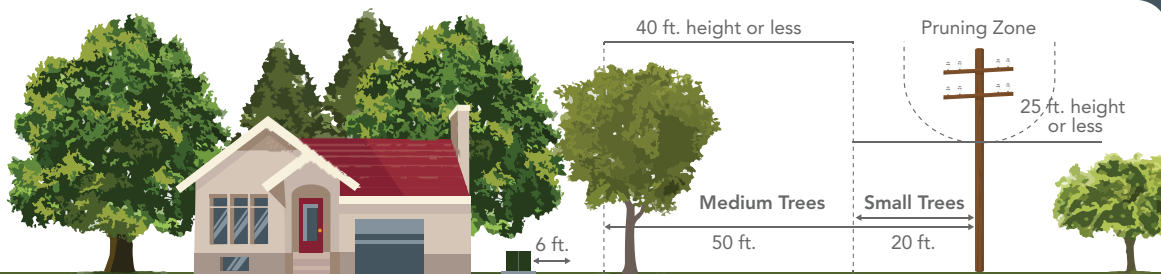 40 ft. height or less
Pruning Zone
25 ft. height
or less
Medium Trees
Small Trees
6 ft.
50 ft.
20 ft.